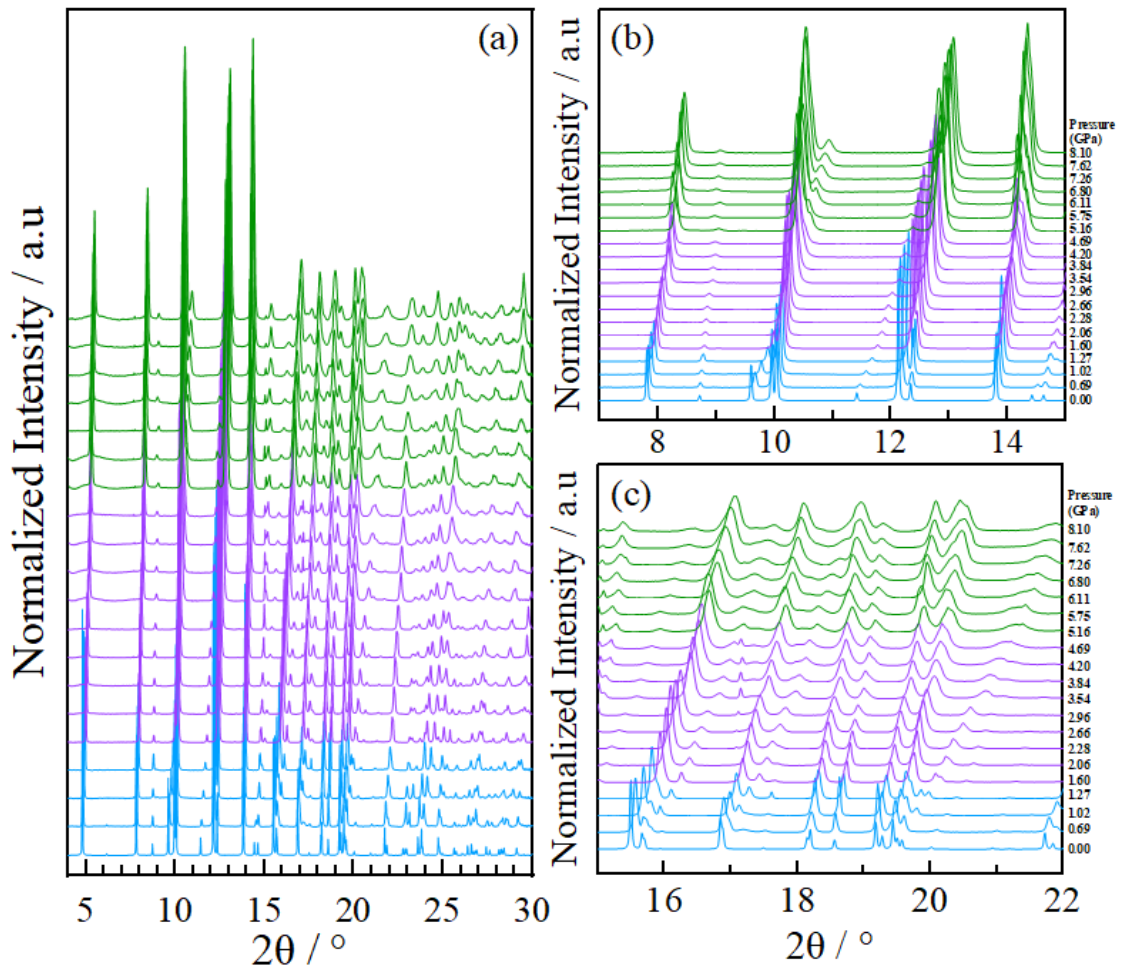 (a)
Normalized Intensity / a.u
5 10 15 20 25 30
2θ / °
(b)
Normalized Intensity / a.u
Pressure
(GPa)
8.10
7.62
7.26
6.80
6.11
5.75
5.16
4.69
4.20
3.84
3.54
2.96
2.66
2.28
2.06
1.60
1.27
1.02
0.69
0.00
8 10 12 14
(c)
Normalized Intensity / a.u
Pressure
(GPa)
8.10
7.62
7.26
6.80
6.11
5.75
5.16
4.69
4.20
3.84
3.54
2.96
2.66
2.28
2.06
1.60
1.27
1.02
0.69
0.00
16 18 20 22
2θ / °